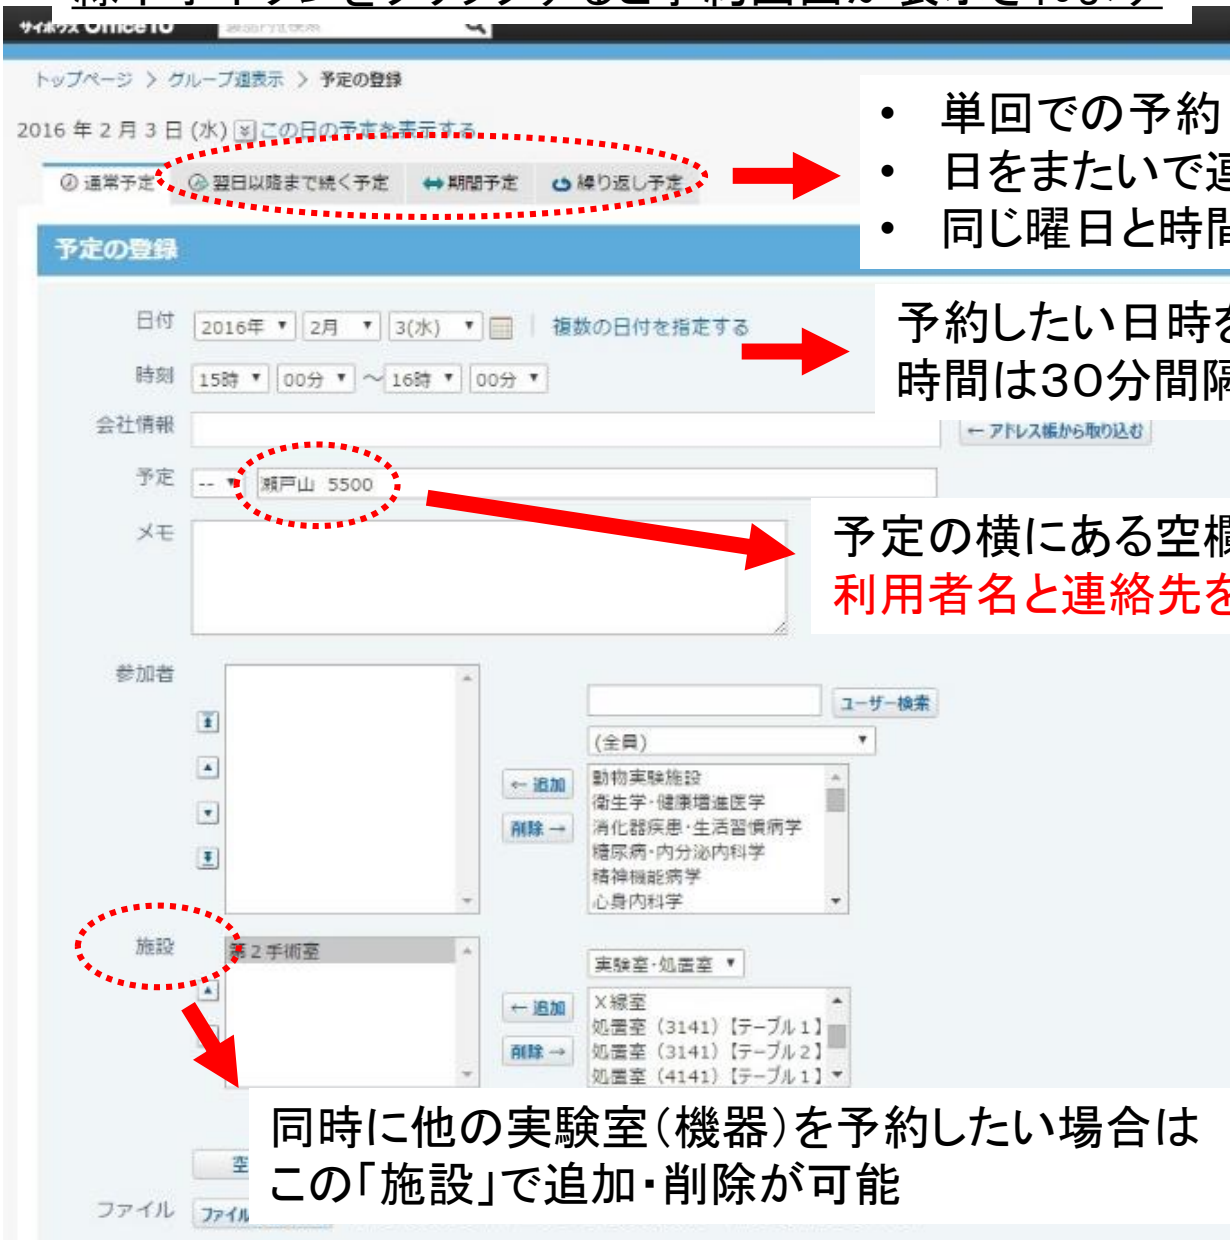 サイボウズ Office10
トップページ > グループ週表示 > 予定の登録
2016 年 2 月 3 日 (水) この日の予定を表示する
通常予定 翌日以降まで続く予定 期間予定 繰り返し予定
• 単回での予約
• 日をまたいで連
• 同じ曜日と時間
予定の登録
日付 2016年 2月 3(水) 複数の日付を指定する
予約したい日時を
時刻 15時 00分 ~ 16時 00分
時間は30分間隔
会社情報 ← アドレス帳から取り込む
予定 -- 瀬戸山 5500
メモ
予定の横にある空欄
利用者名と連絡先を
参加者
ユーザー検索
(全員)
← 追加
削除 →
動物実験施設
衛生学・健康増進医学
消化器疾患・生活習慣病学
糖尿病・内分泌内科学
精神機能病学
心身内科学
施設 第2手術室
実験室・処置室
← 追加
削除 →
X線室
処置室 (3141)【テーブル1】
処置室 (3141)【テーブル2】
処置室 (4141)【テーブル1】
同時に他の実験室(機器)を予約したい場合は
この「施設」で追加・削除が可能
空
ファイル ファイル